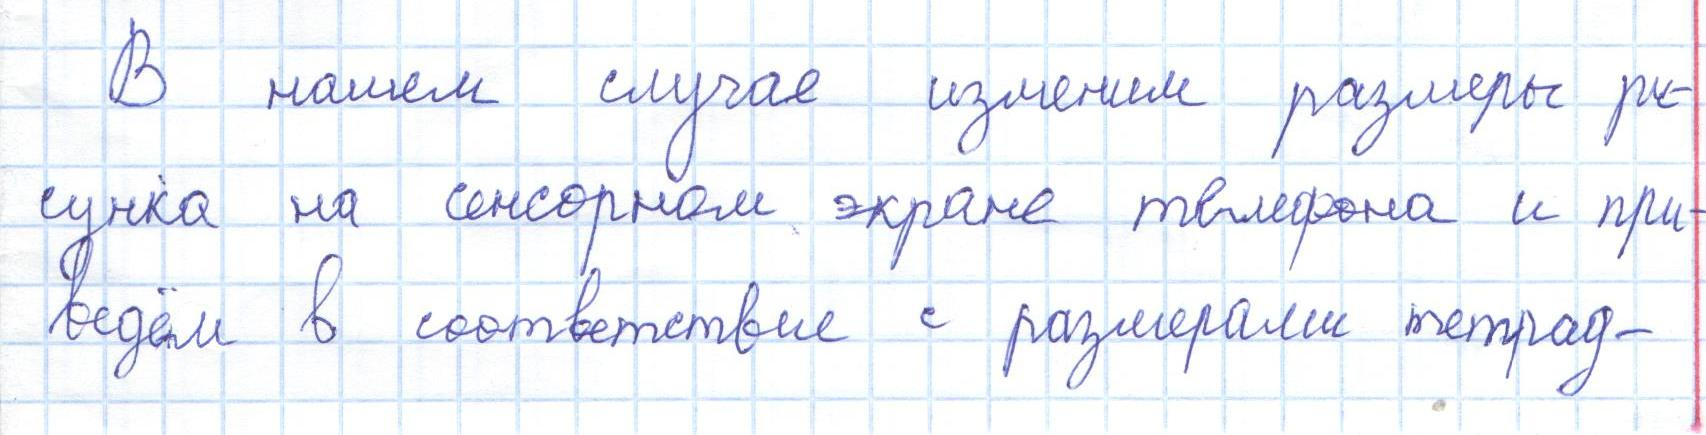 В нашем случае изменим размеры ри-
сунка на сенсорном экране телефона и при-
ведём в соответствие с размерами тетрад-